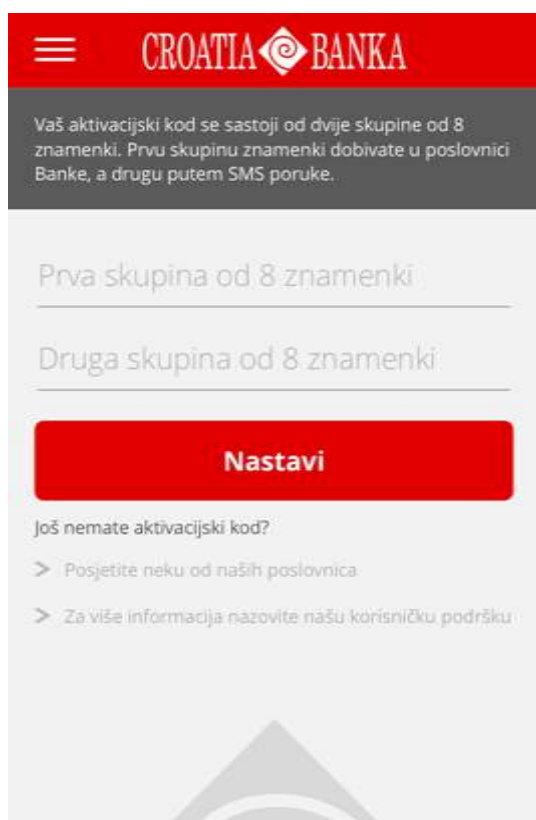 CROATIA BANKA
Vaš aktivacijski kod se sastoji od dvije skupine od 8
znamenki. Prvu skupinu znamenki dobivate u poslovnici
Banke, a drugu putem SMS poruke.
Prva skupina od 8 znamenki
Druga skupina od 8 znamenki
Nastavi
Još nemate aktivacijski kod?
> Posjetite neku od naših poslovnica
> Za više informacija nazovite našu korisničku podršku